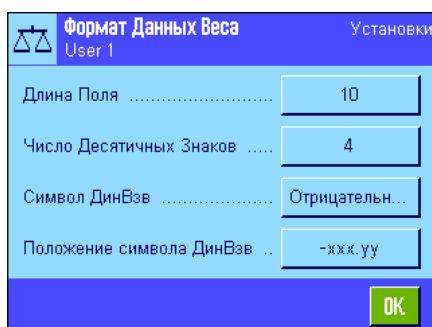 Формат Данных Веса Установки
User 1
Длина Поля ........................... 10
Число Десятичных Знаков ..... 4
Символ ДинВзв ..................... Отрицательн...
Положение символа ДинВзв .. -xxx.yy
OK